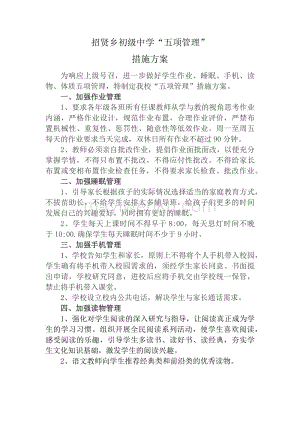 招贤乡初级中学“五项管理”
措施方案
为响应上级号召，进一步做好学生作业、睡眠、手机、读
物、体质五项管理，特制定我校“五项管理”措施方案。
一、加强作业管理
1、要求各年级各班所有任课教师从学与教的视角思考作业
内涵，合理作业设计、规范作业布置，合理作业评价，严禁布
置机械性、重复性、惩罚性、随意性等低效作业。周一至周五
每天的作业量当天完成，双休日所有作业不超过90分钟。
2、教师必须亲自批改作业，提倡作业面批面改，以便充分
掌握学情。不得只布置作业不批改，不得应付性批改、不得给家长
布置或变相布置作业、不得要求家长检查、批改作业。
二、加强睡眠管理
1、引导家长根据孩子的实际情况选择适当的家庭教育方式，
不拔苗助长、不给学生报太多辅导班，给孩子们更多的时间
发展自己的兴趣爱好，同时拥有更好的睡眠。
2、学生每天上课时间不得早于8:00，每天息灯时间不晚
于10:00.确保学生每天睡眠时间不少于9小时。
三、加强手机管理
1、学校告知学生和家长，原则上不得将个人手机带入校园，
学生确有将手机带入校园需求的，须经学生家长同意、书面提
出申请，学校研究同意，进校后应将手机交学校统一保管，
禁止将手机带入课堂。
2、学校设立校内公共电话，解决学生与家长通话需求。
四、加强读物管理
1、强化对学生阅读的深入研究与指导，让阅读真正成为学
生的学习习惯。组织开展全民阅读系列活动，使学生喜欢阅读，
感受阅读的乐趣，引导学生多读书、读好书、读经典，夯实学
生文化知识基础，激发学生的阅读兴趣。
2、语文教师向学生推荐经典类和前沿类的优秀读物。